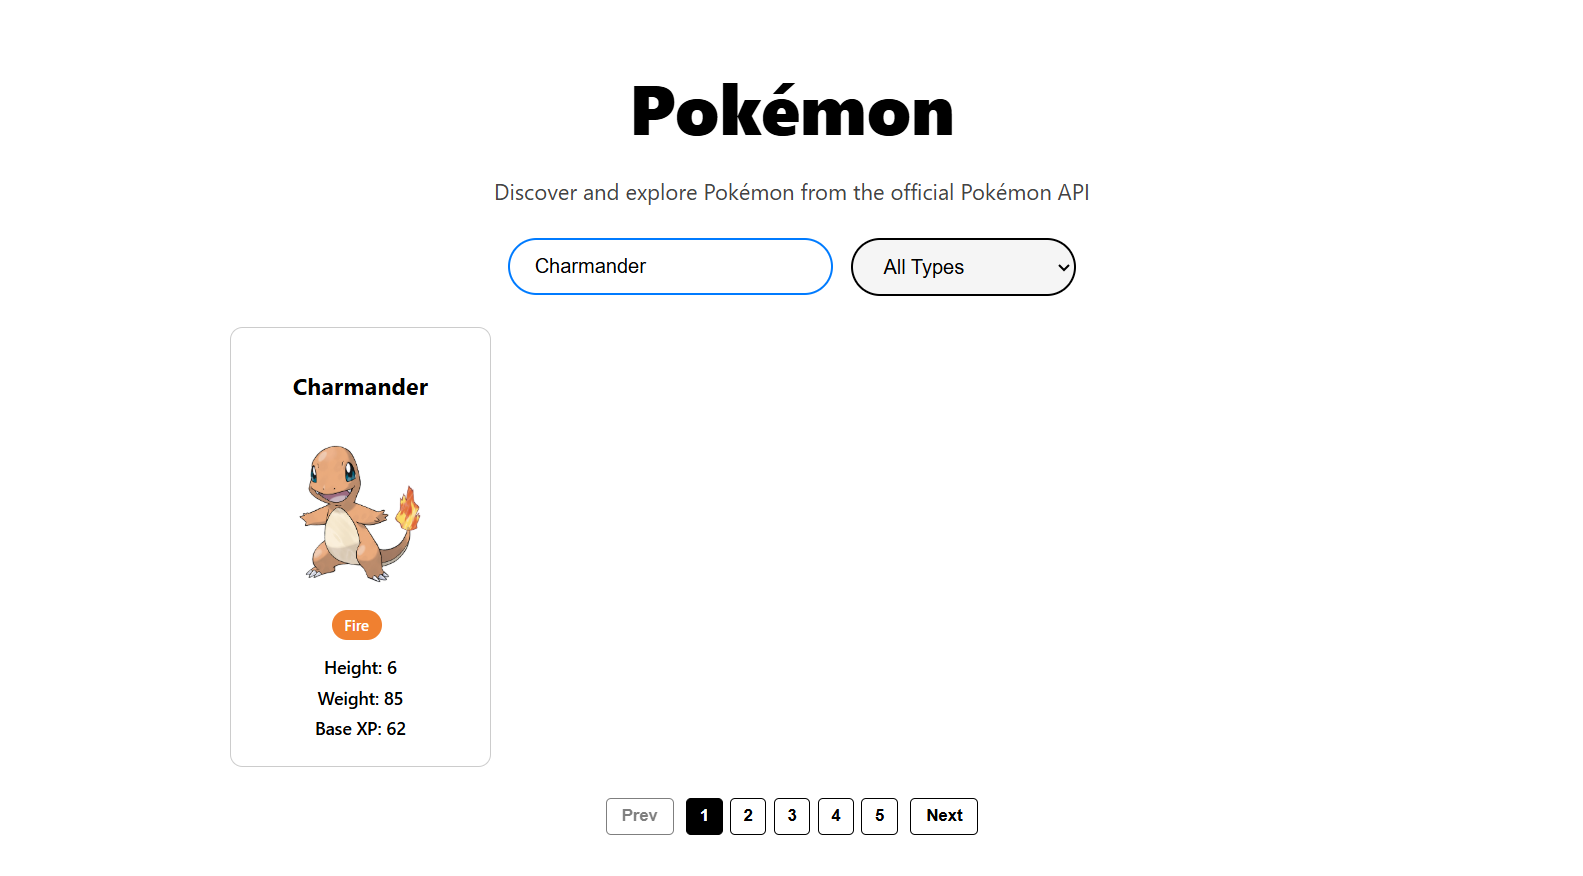 Pokémon
Discover and explore Pokémon from the official Pokémon API
Charmander All Types
Charmander
Fire
Height: 6
Weight: 85
Base XP: 62
Prev 1 2 3 4 5 Next